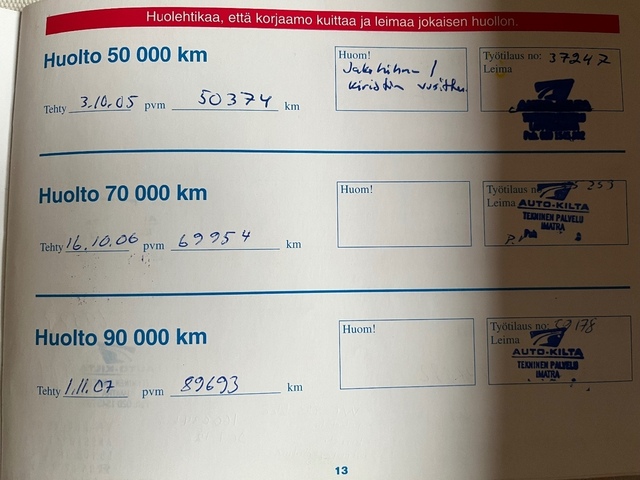 Huolehtikaa, että korjaamo kuittaa ja leimaa jokaisen huollon.
Huolto 50 000 km
Huom!
Jakohihna /
kiristin vusittu
Työtilaus no: 37247
Leima
Tehty 3.10.05 pvm 50374 km
Huolto 70 000 km
Huom!
Työtilaus no
Leima AUTO-KILTA
TEKNINEN PALVELU
IMATRA
Tehty 16.10.06 pvm 69954 km
Huolto 90 000 km
Huom!
Työtilaus no:
Leima
AUTO-KILTA
TEKNINEN PALVELU
IMATRA
Tehty 1.11.07 pvm 89693 km
13